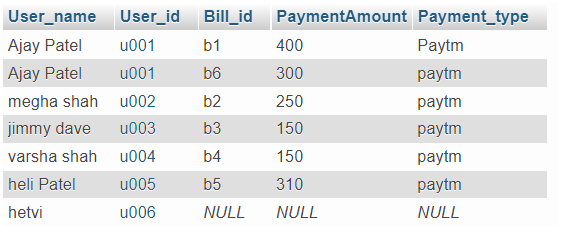 User_name User_id Bill_id PaymentAmount Payment_type
Ajay Patel u001 b1 400 Paytm
Ajay Patel u001 b6 300 paytm
megha shah u002 b2 250 paytm
jimmy dave u003 b3 150 paytm
varsha shah u004 b4 150 paytm
heli Patel u005 b5 310 paytm
hetvi u006 NULL NULL NULL